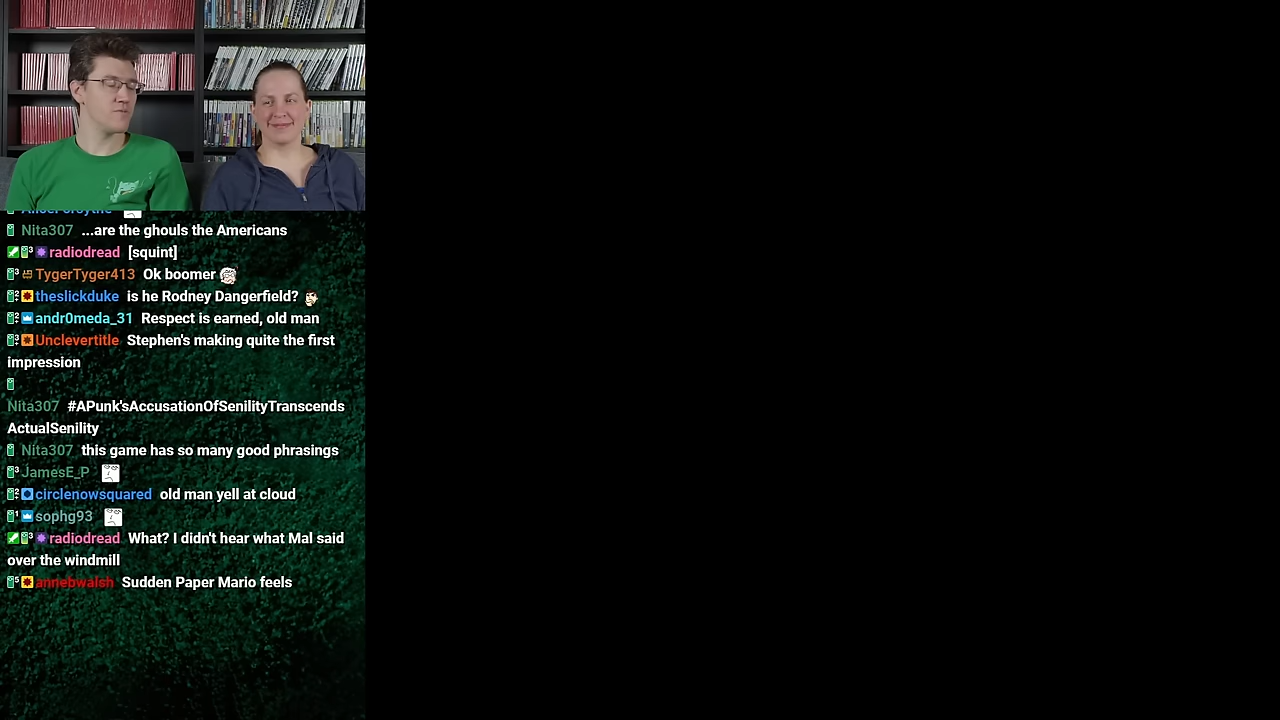 Nita307 ...are the ghouls the Americans
radiodread [squint]
TygerTyger413 Ok boomer
theslickduke is he Rodney Dangerfield?
andr0meda_31 Respect is earned, old man
Unclevertitle Stephen's making quite the first
impression
Nita307 #APunk'sAccusationOfSenilityTranscends
ActualSenility
Nita307 this game has so many good phrasings
JamesE_P
circlenowsquared old man yell at cloud
sophg93
radiodread What? I didn't hear what Mal said
over the windmill
annebwalsh Sudden Paper Mario feels